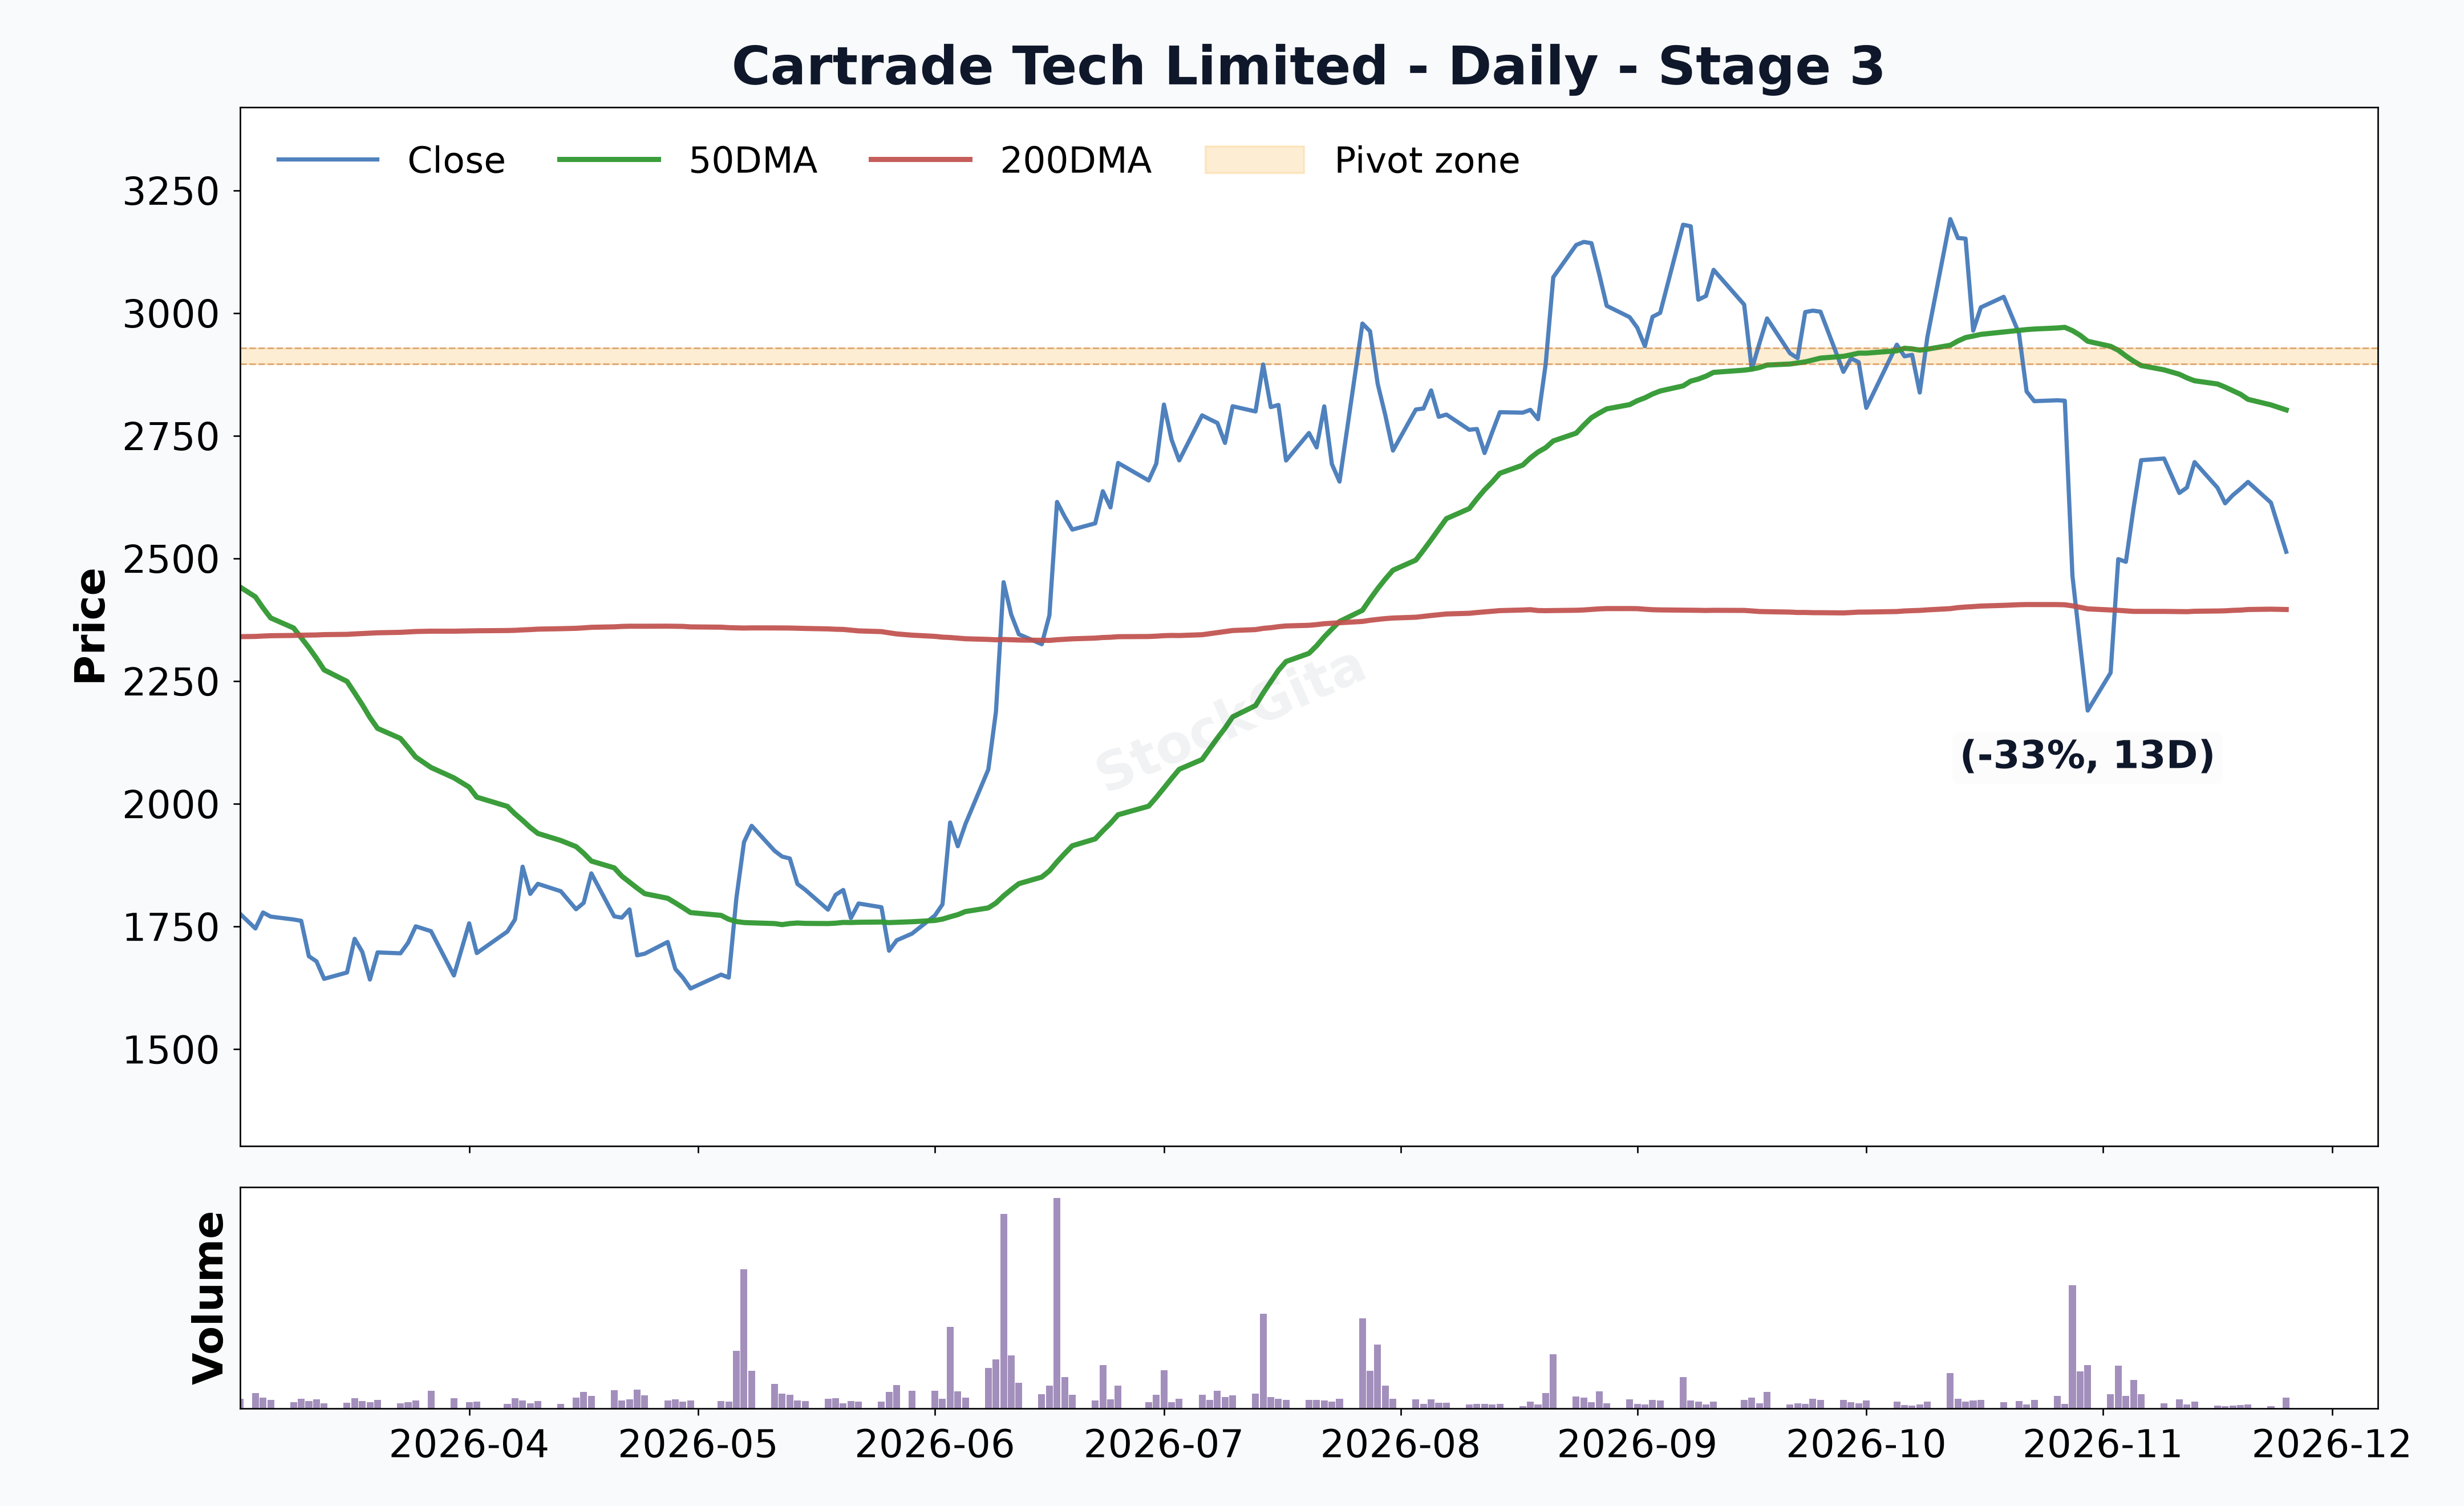 Cartrade Tech Limited - Daily - Stage 3
Close 50DMA 200DMA Pivot zone
3250
3000
2750
2500
2250
2000
1750
1500
Price
StockGita
(-33%, 13D)
Volume
2026-04 2026-05 2026-06 2026-07 2026-08 2026-09 2026-10 2026-11 2026-12